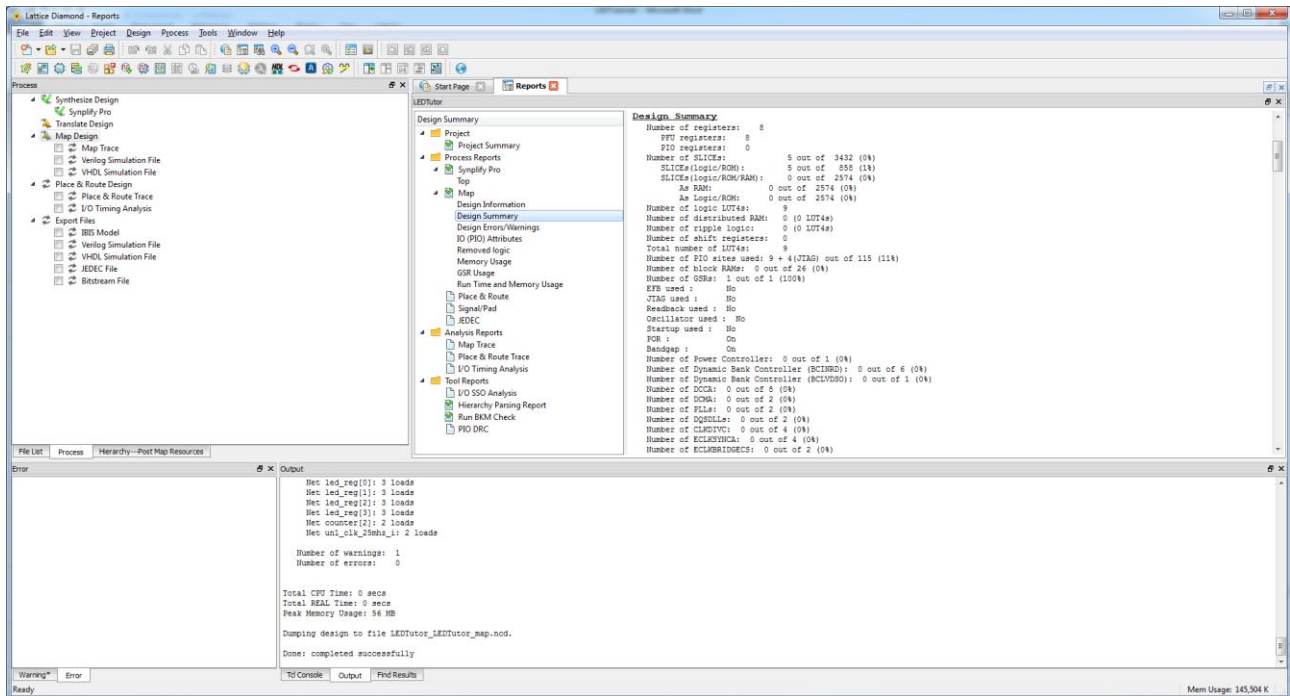 Lattice Diamond - Reports
File Edit View Project Design Process Tools Window Help
Process
Synthesize Design
Synplify Pro
Translate Design
Map Design
Map Trace
Verilog Simulation File
VHDL Simulation File
Place & Route Design
Place & Route Trace
I/O Timing Analysis
Export Files
IBIS Model
Verilog Simulation File
VHDL Simulation File
JEDEC File
Bitstream File
File List Process Hierarchy---Post Map Resources
Start Page Reports
LEDTutor
Design Summary
Project
Project Summary
Process Reports
Synplify Pro
Top
Map
Design Information
Design Summary
Design Errors/Warnings
IO (PIO) Attributes
Removed logic
Memory Usage
GSR Usage
Run Time and Memory Usage
Place & Route
Signal/Pad
JEDEC
Analysis Reports
Map Trace
Place & Route Trace
I/O Timing Analysis
Tool Reports
I/O SSO Analysis
Hierarchy Parsing Report
Run BKM Check
PIO DRC
Design Summary
Number of registers: 8
PFU registers: 8
PIO registers: 0
Number of SLICEs: 5 out of 3432 (0%)
SLICEs(logic/ROM): 5 out of 858 (1%)
SLICEs(logic/ROM/RAM): 0 out of 2574 (0%)
As RAM: 0 out of 2574 (0%)
As Logic/ROM: 0 out of 2574 (0%)
Number of logic LUT4s: 9
Number of distributed RAM: 0 (0 LUT4s)
Number of ripple logic: 0 (0 LUT4s)
Number of shift registers: 0
Total number of LUT4s: 9
Number of PIO sites used: 9 + 4(JTAG) out of 115 (11%)
Number of block RAMs: 0 out of 26 (0%)
Number of GSRs: 1 out of 1 (100%)
EFB used : No
JTAG used : No
Readback used : No
Oscillator used : No
Startup used : No
POR : On
Bandgap : On
Number of Power Controller: 0 out of 1 (0%)
Number of Dynamic Bank Controller (BCINRD): 0 out of 6 (0%)
Number of Dynamic Bank Controller (BCLVDSO): 0 out of 1 (0%)
Number of DCCA: 0 out of 8 (0%)
Number of DCMA: 0 out of 2 (0%)
Number of PLLs: 0 out of 2 (0%)
Number of DQSDLLs: 0 out of 2 (0%)
Number of CLKDIVC: 0 out of 4 (0%)
Number of ECLKSYNCA: 0 out of 4 (0%)
Number of ECLKBRIDGECS: 0 out of 2 (0%)
Error
Warning* Error
Output
Net led_reg[0]: 3 loads
Net led_reg[1]: 3 loads
Net led_reg[2]: 3 loads
Net led_reg[3]: 3 loads
Net counter[2]: 2 loads
Net un1_clk_25mhz_i: 2 loads
Number of warnings: 1
Number of errors: 0
Total CPU Time: 0 secs
Total REAL Time: 0 secs
Peak Memory Usage: 56 MB
Dumping design to file LEDTutor_LEDTutor_map.ncd.
Done: completed successfully
Tcl Console Output Find Results
Ready
Mem Usage: 145,504 K